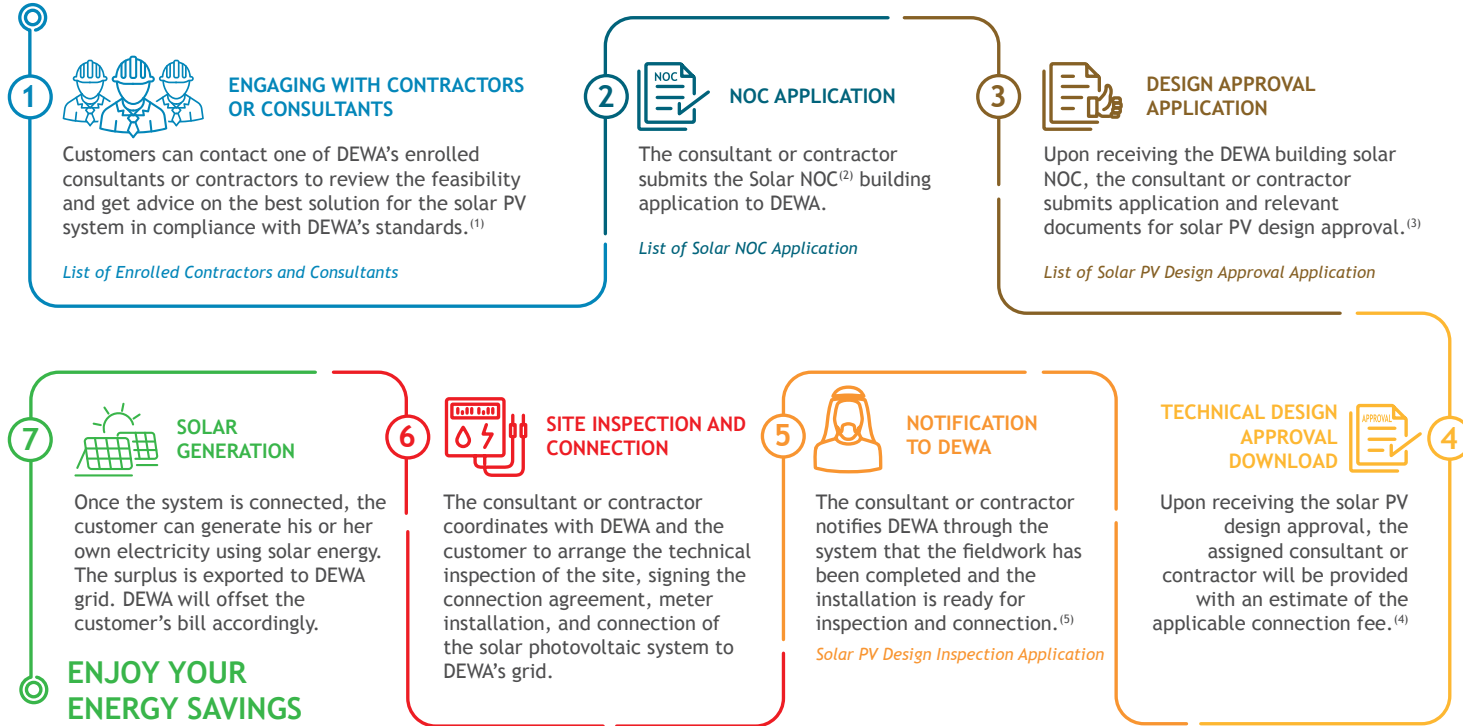 1
ENGAGING WITH CONTRACTORS
OR CONSULTANTS
Customers can contact one of DEWA’s enrolled
consultants or contractors to review the feasibility
and get advice on the best solution for the solar PV
system in compliance with DEWA’s standards.(1)
List of Enrolled Contractors and Consultants
2
NOC
NOC APPLICATION
The consultant or contractor
submits the Solar NOC(2) building
application to DEWA.
List of Solar NOC Application
3
DESIGN APPROVAL
APPLICATION
Upon receiving the DEWA building solar
NOC, the consultant or contractor
submits application and relevant
documents for solar PV design approval.(3)
List of Solar PV Design Approval Application
TECHNICAL DESIGN
APPROVAL
DOWNLOAD
APPROVAL
4
Upon receiving the solar PV
design approval, the
assigned consultant or
contractor will be provided
with an estimate of the
applicable connection fee.(4)
5
NOTIFICATION
TO DEWA
The consultant or contractor
notifies DEWA through the
system that the fieldwork has
been completed and the
installation is ready for
inspection and connection.(5)
Solar PV Design Inspection Application
6
SITE INSPECTION AND
CONNECTION
The consultant or contractor
coordinates with DEWA and the
customer to arrange the technical
inspection of the site, signing the
connection agreement, meter
installation, and connection of
the solar photovoltaic system to
DEWA’s grid.
7
SOLAR
GENERATION
Once the system is connected, the
customer can generate his or her
own electricity using solar energy.
The surplus is exported to DEWA
grid. DEWA will offset the
customer’s bill accordingly.
ENJOY YOUR
ENERGY SAVINGS